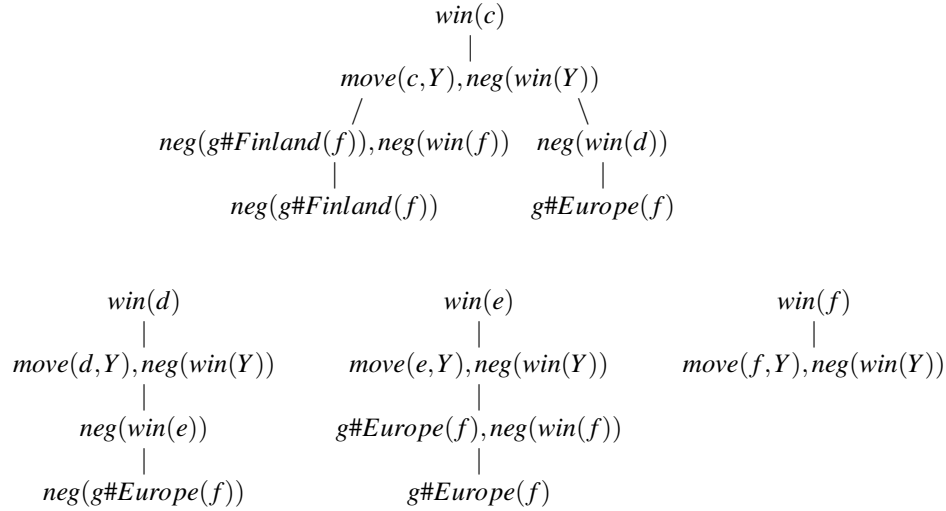 win(c)
move(c,Y),neg(win(Y))
neg(g#Finland(f)),neg(win(f)) neg(win(d))
neg(g#Finland(f)) g#Europe(f)
win(d) win(e) win(f)
move(d,Y),neg(win(Y)) move(e,Y),neg(win(Y)) move(f,Y),neg(win(Y))
neg(win(e)) g#Europe(f),neg(win(f))
neg(g#Europe(f)) g#Europe(f)